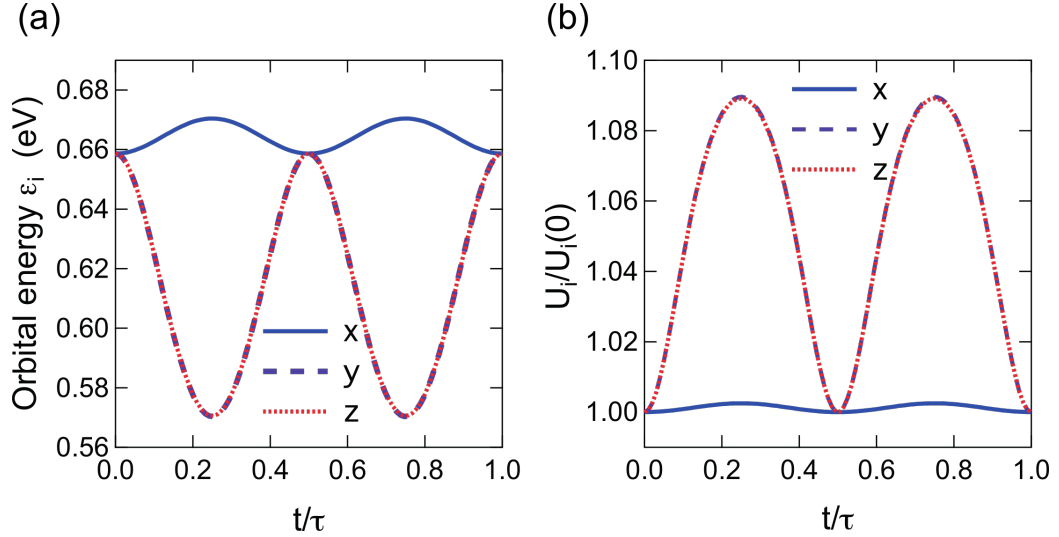 (a)
Orbital energy εi (eV)
0.68
0.66
0.64
0.62
0.60
0.58
0.56
x
y
z
0.0 0.2 0.4 0.6 0.8 1.0
t/τ
(b)
Ui/Ui(0)
1.10
1.08
1.06
1.04
1.02
1.00
x
y
z
0.0 0.2 0.4 0.6 0.8 1.0
t/τ